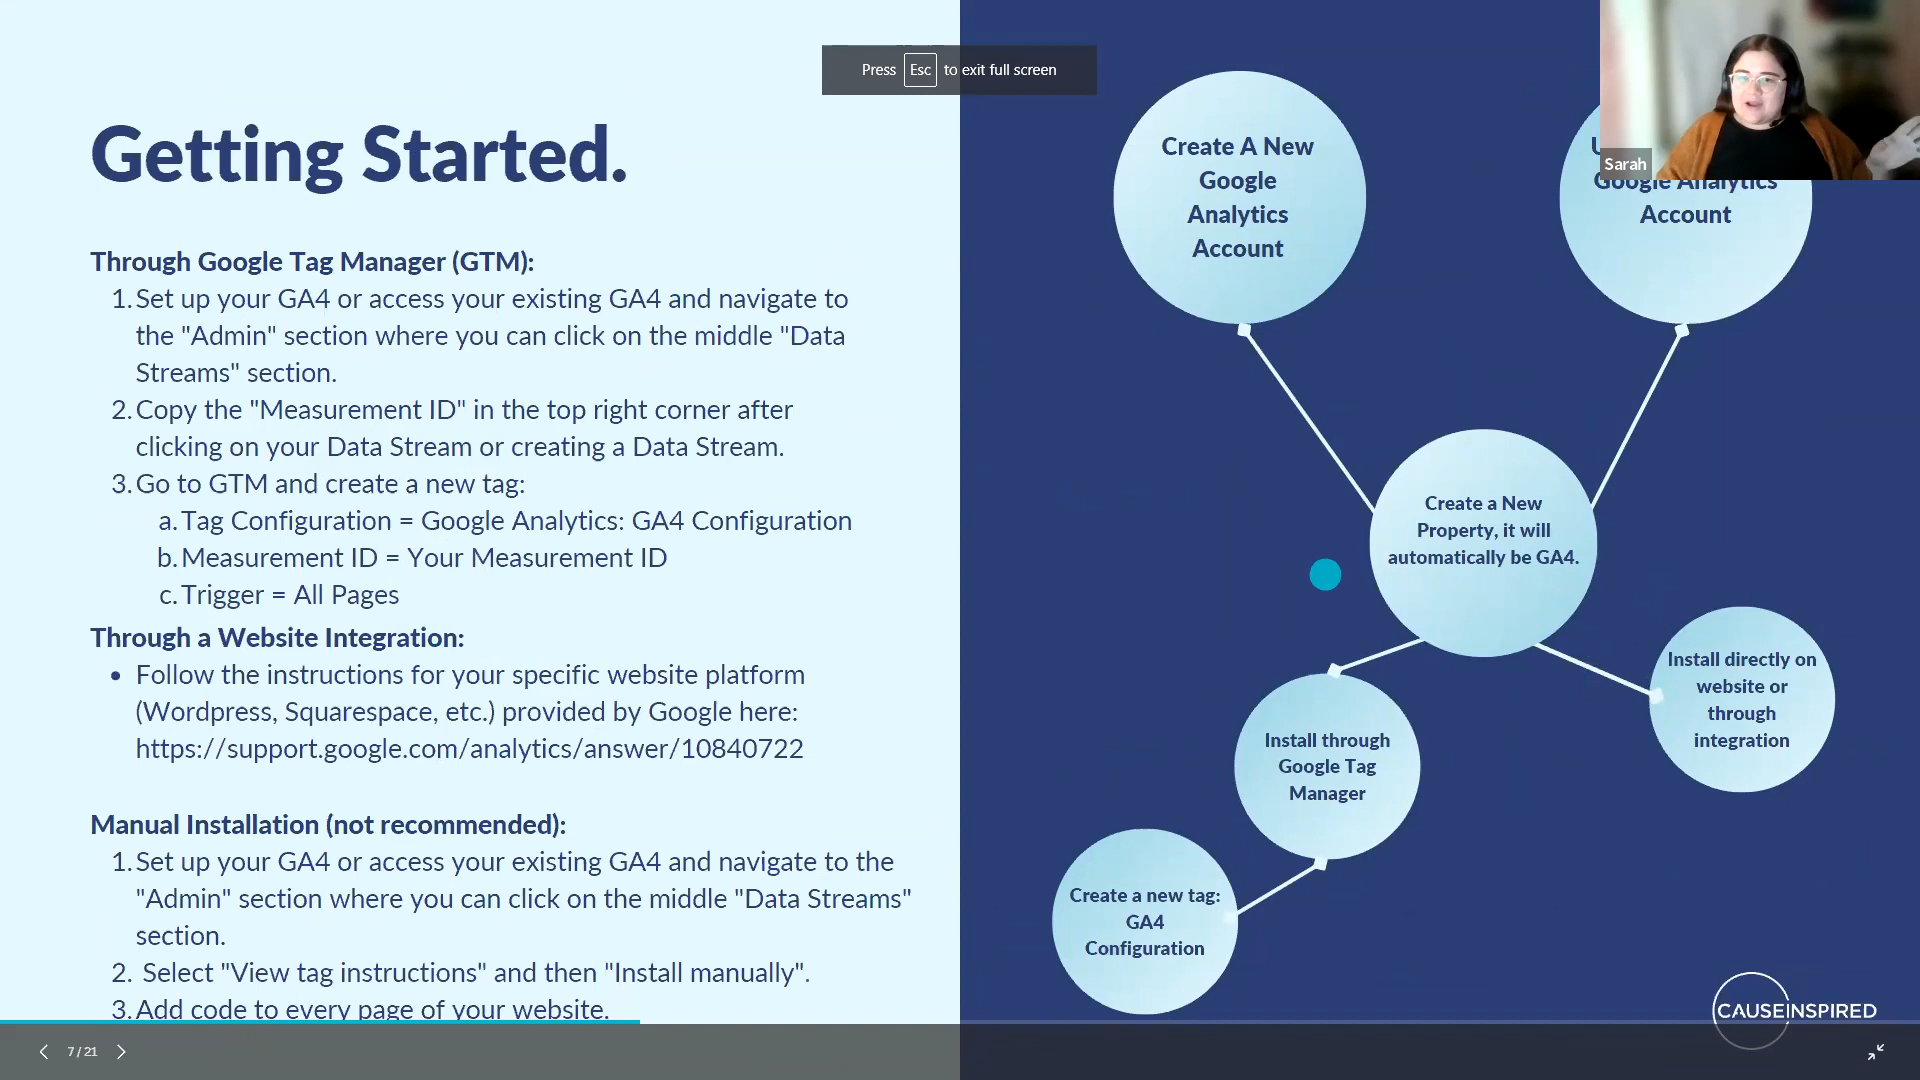 Press Esc to exit full screen
Getting Started.
Through Google Tag Manager (GTM):
1. Set up your GA4 or access your existing GA4 and navigate to
the "Admin" section where you can click on the middle "Data
Streams" section.
2. Copy the "Measurement ID" in the top right corner after
clicking on your Data Stream or creating a Data Stream.
3. Go to GTM and create a new tag:
a. Tag Configuration = Google Analytics: GA4 Configuration
b. Measurement ID = Your Measurement ID
c. Trigger = All Pages
Through a Website Integration:
• Follow the instructions for your specific website platform
(Wordpress, Squarespace, etc.) provided by Google here:
https://support.google.com/analytics/answer/10840722
Manual Installation (not recommended):
1. Set up your GA4 or access your existing GA4 and navigate to the
"Admin" section where you can click on the middle "Data Streams"
section.
2. Select "View tag instructions" and then "Install manually".
3. Add code to every page of your website.
Create A New
Google
Analytics
Account
Google Analytics
Account
Sarah
Create a New
Property, it will
automatically be GA4.
Install directly on
website or
through
integration
Install through
Google Tag
Manager
Create a new tag:
GA4
Configuration
CAUSEINSPIRED
7 / 21